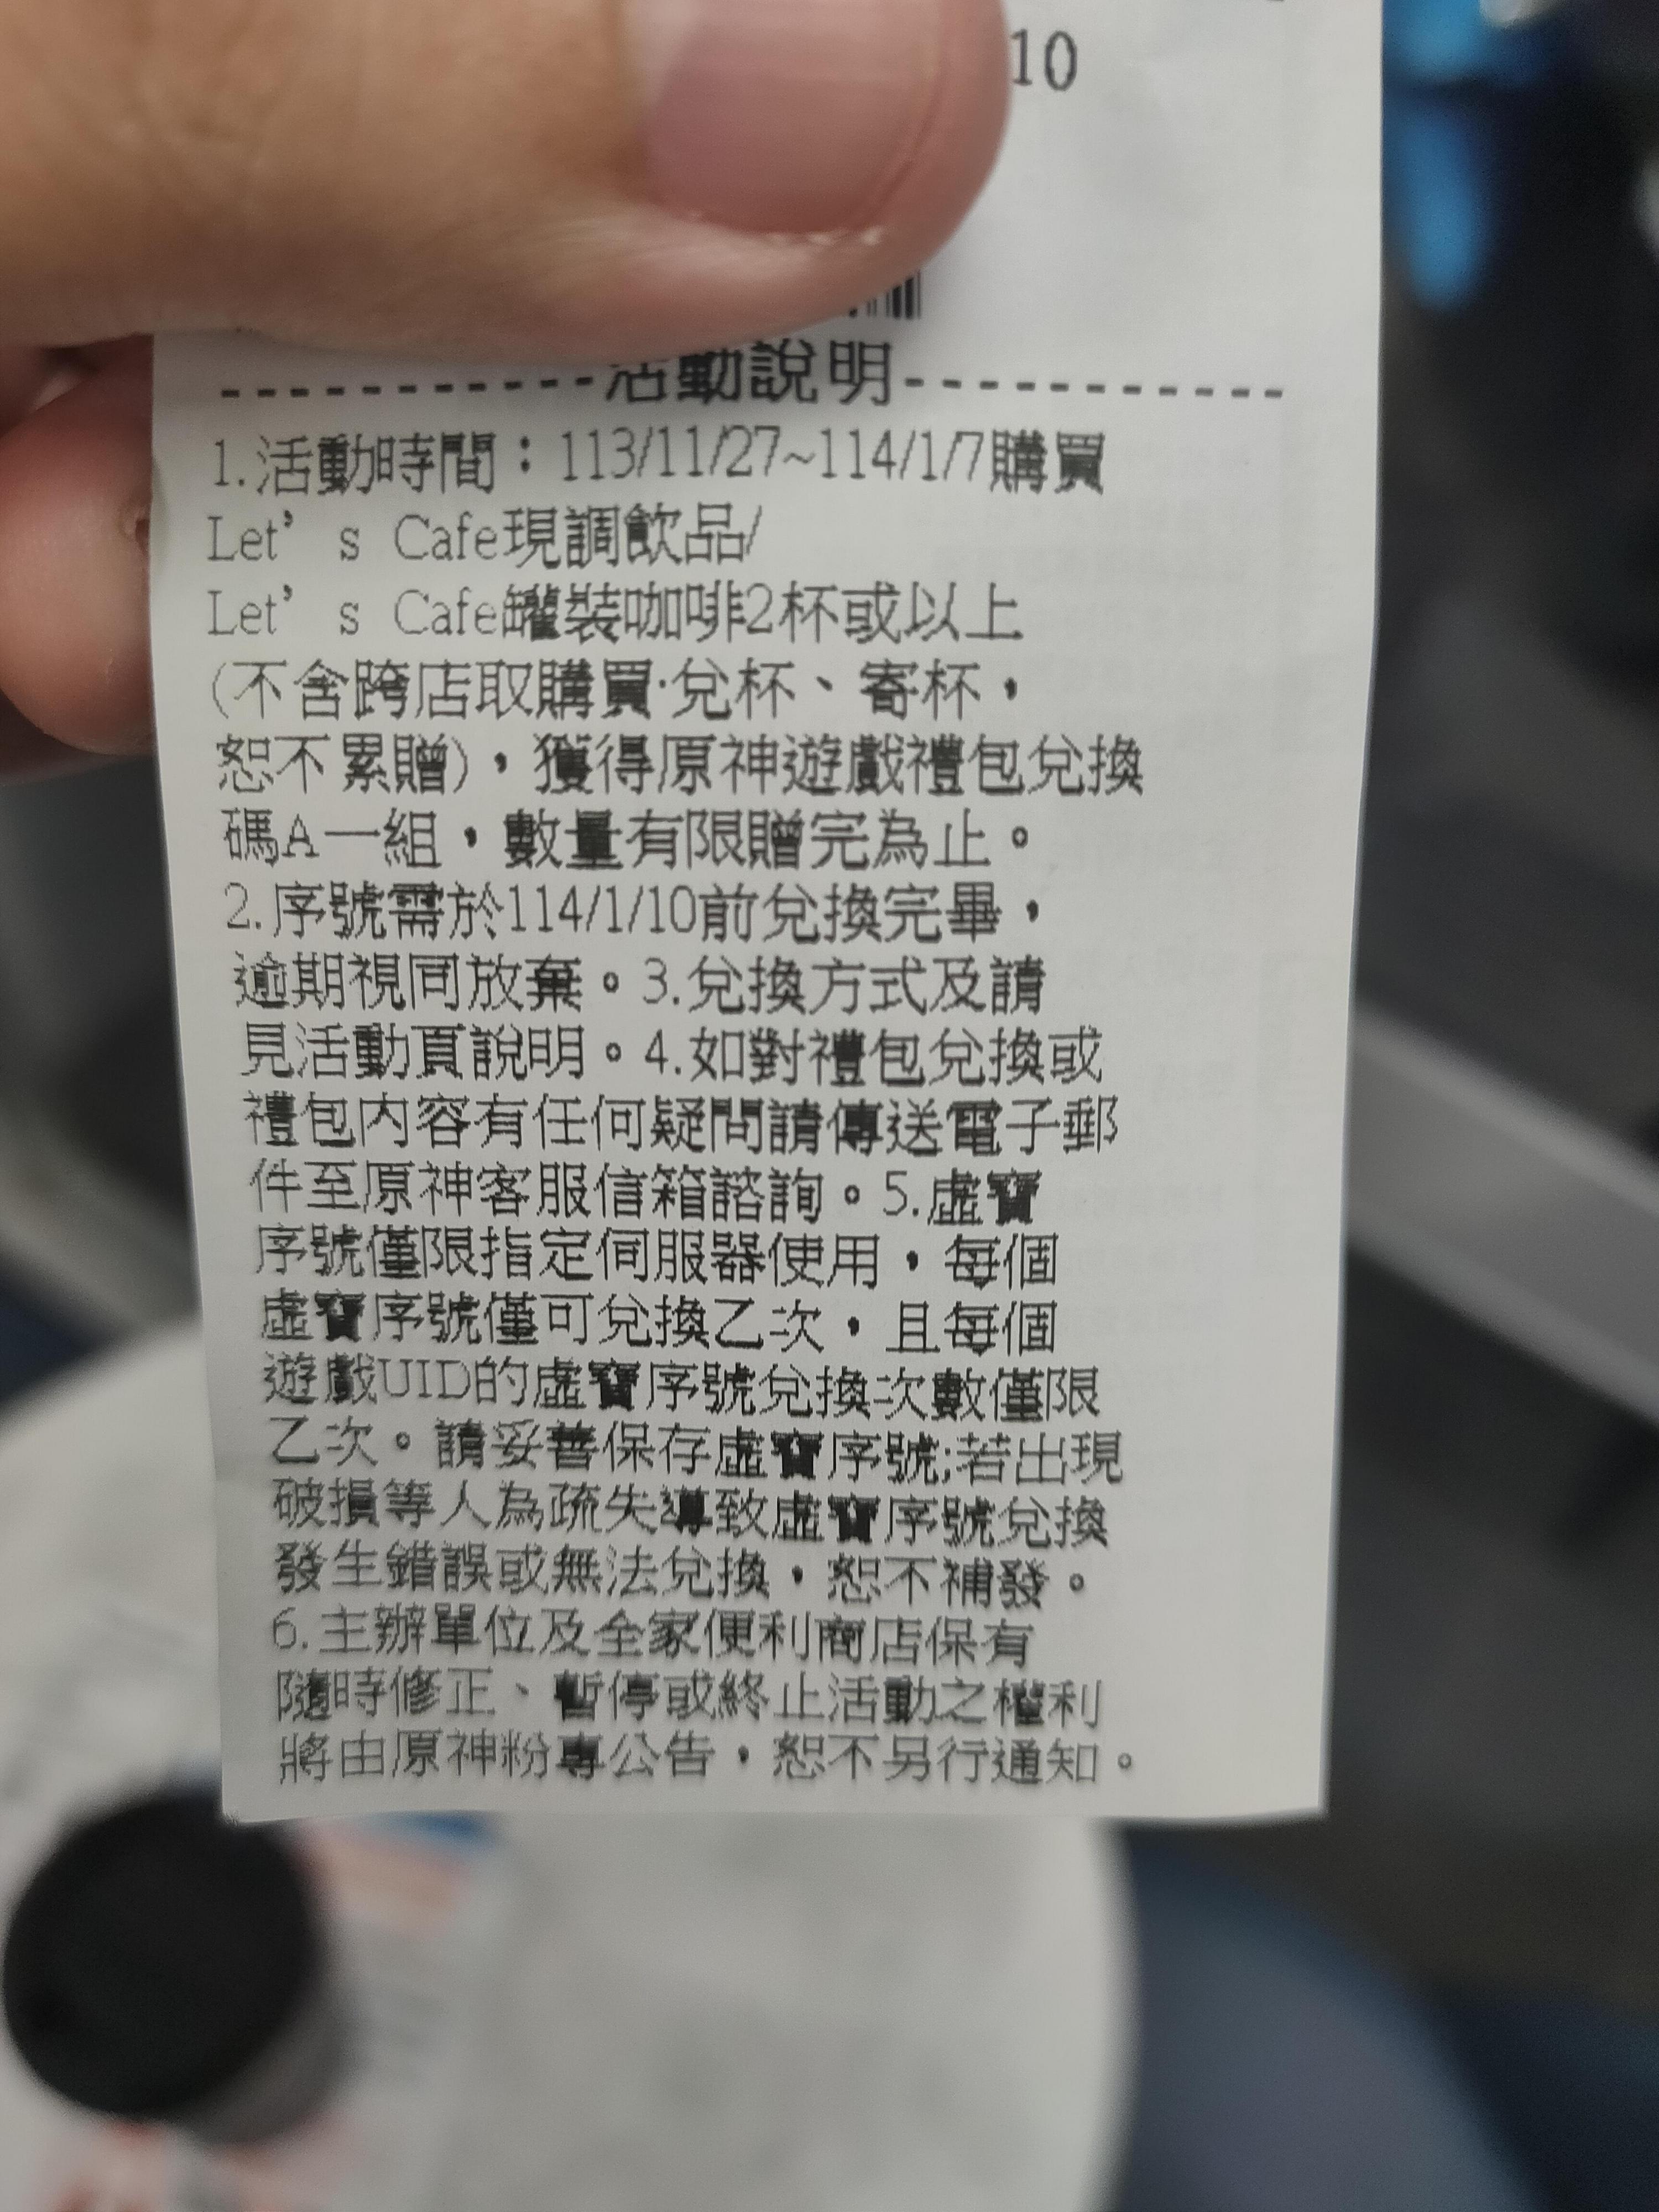 10
活動說明
1.活動時間：113/11/27~114/1/7購買
Let's Cafe現調飲品/
Let's Cafe罐裝咖啡2杯或以上
(不含跨店取購買·兌杯、寄杯，
恕不累贈)，獲得原神遊戲禮包兌換
碼A一組，數量有限贈完為止。
2.序號需於114/1/10前兌換完畢，
逾期視同放棄。3.兌換方式及請
見活動頁說明。4.如對禮包兌換或
禮包內容有任何疑問請傳送電子郵
件至原神客服信箱諮詢。5.虛寶
序號僅限指定伺服器使用，每個
虛寶序號僅可兌換乙次，且每個
遊戲UID的虛寶序號兌換次數僅限
乙次。請妥善保存虛寶序號;若出現
破損等人為疏失導致虛寶序號兌換
發生錯誤或無法兌換，恕不補發。
6.主辦單位及全家便利商店保有
隨時修正、暫停或終止活動之權利
將由原神粉專公告，恕不另行通知。